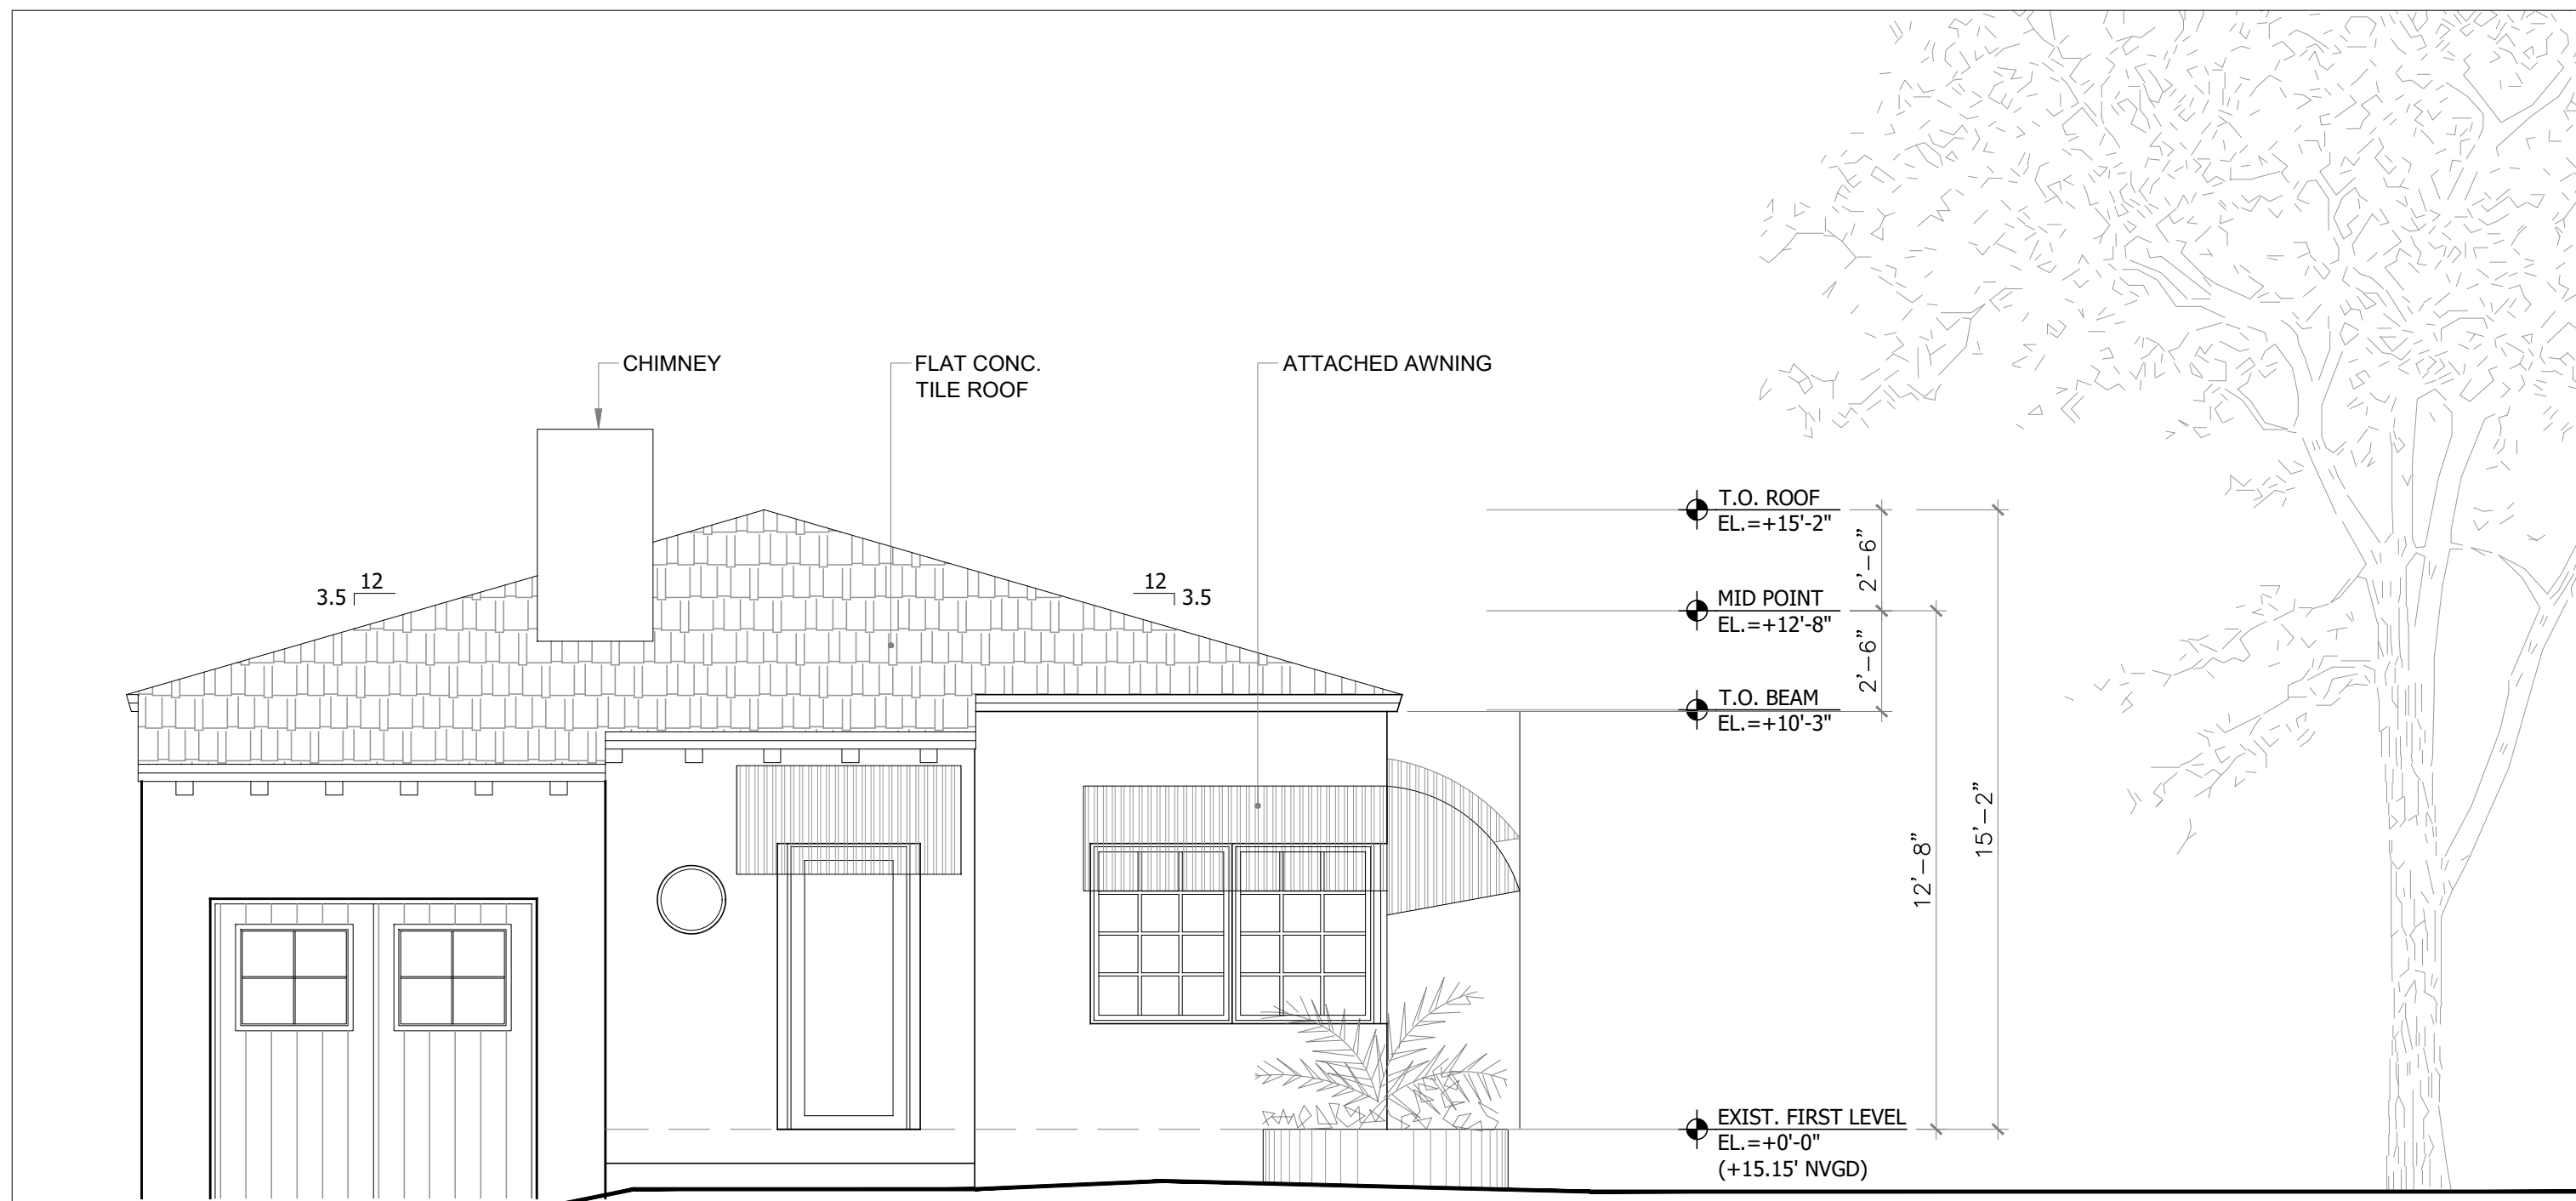 CHIMNEY
FLAT CONC.
TILE ROOF
ATTACHED AWNING
12
3.5
12
3.5
T.O. ROOF
EL.=+15'-2"
2'-6"
MID POINT
EL.=+12'-8"
2'-6"
T.O. BEAM
EL.=+10'-3"
12'-8"
15'-2"
EXIST. FIRST LEVEL
EL.=+0'-0"
(+15.15' NVGD)